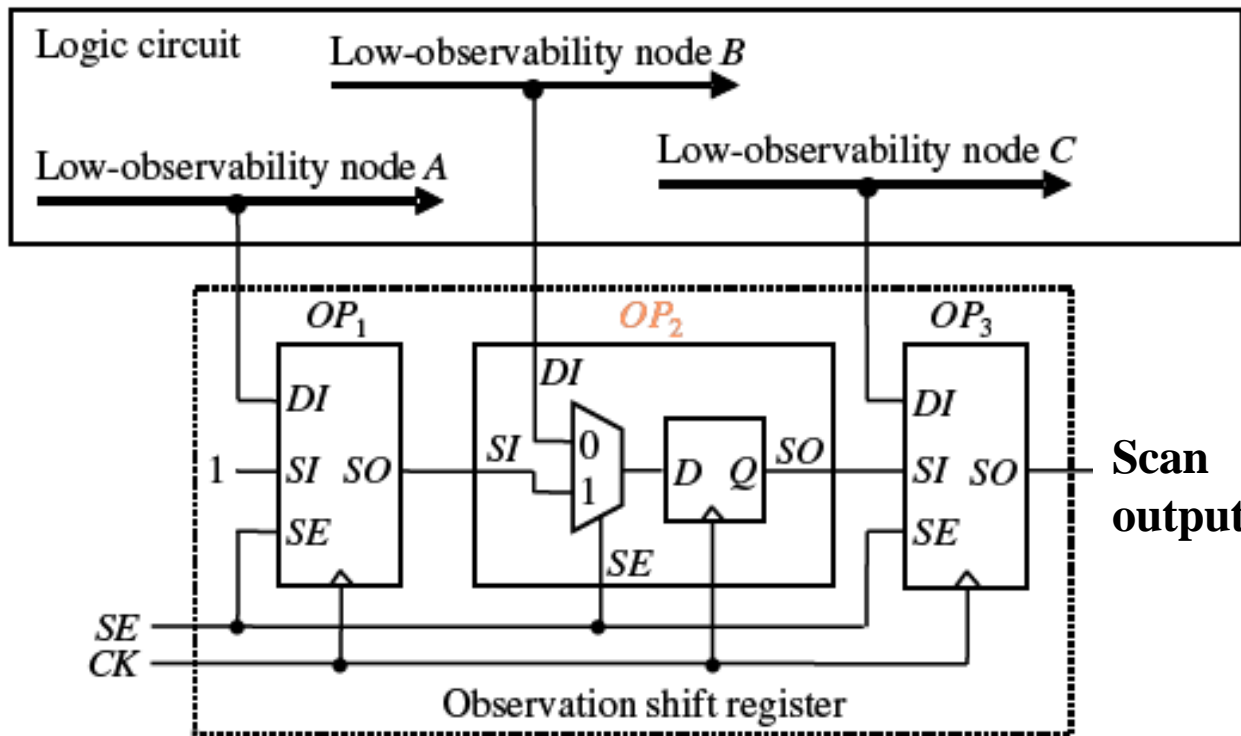 Logic circuit
Low-observability node B
Low-observability node A
Low-observability node C
OP₁
OP₂
OP₃
DI
1
SI
SO
SE
DI
SI
0
1
SE
D
Q
SO
DI
SI
SO
SE
Scan
output
SE
CK
Observation shift register